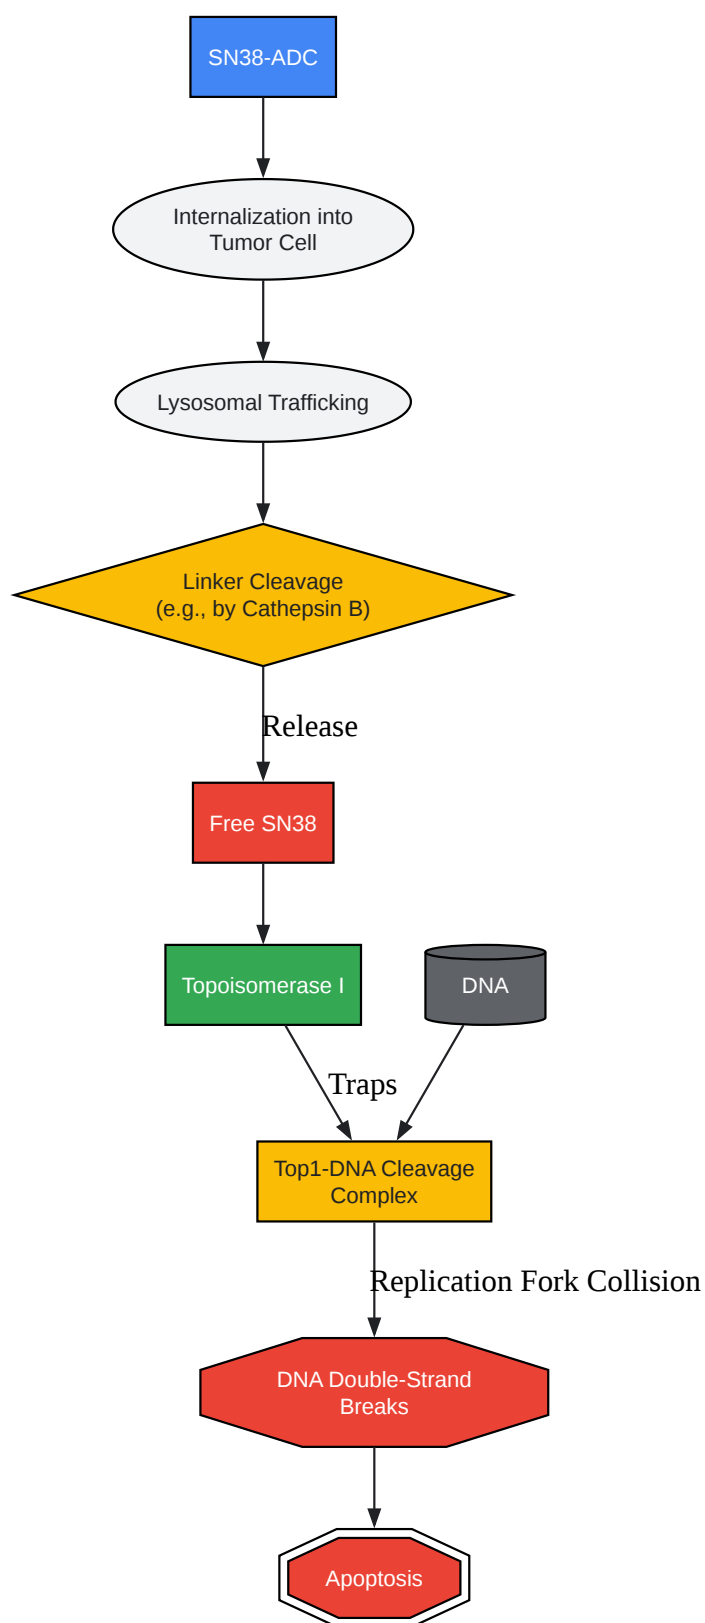 SN38-ADC
Internalization into
Tumor Cell
Lysosomal Trafficking
Linker Cleavage
(e.g., by Cathepsin B)
Release
Free SN38
Topoisomerase I
DNA
Traps
Top1-DNA Cleavage
Complex
Replication Fork Collision
DNA Double-Strand
Breaks
Apoptosis